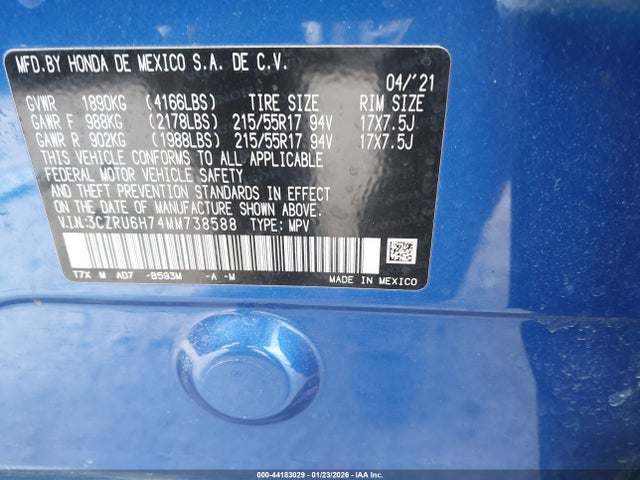 MFD.BY HONDA DE MEXICO S.A. DE C.V.
04/'21
GVWR 1890KG (4166LBS) TIRE SIZE RIM SIZE
GAWR F 988KG (2178LBS) 215/55R17 94V 17X7.5J
GAWR R 902KG (1988LBS) 215/55R17 94V 17X7.5J
THIS VEHICLE CONFORMS TO ALL APPLICABLE
FEDERAL MOTOR VEHICLE SAFETY
AND THEFT PREVENTION STANDARDS IN EFFECT
ON THE DATE OF MANUFACTURE SHOWN ABOVE.
V.I.N:3CZRU6H74MM738588 TYPE: MPV
T7X M AD7 -B593M -A -M MADE IN MEXICO
000-44183029 - 01/23/2026 - IAA Inc.